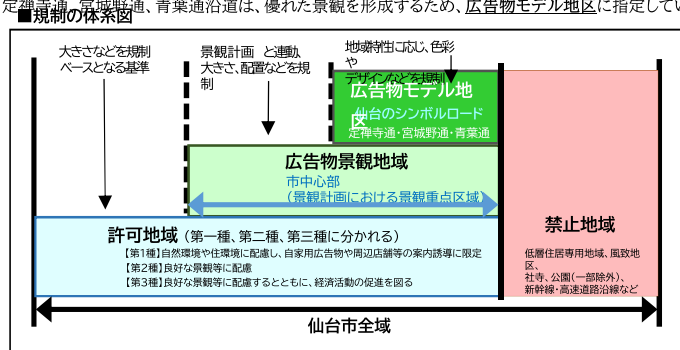 定禅寺通、宮城野通、青葉通沿道は、優れた景観を形成するため、広告物モデル地区に指定してい
■規制の体系図
大きさなどを規制
ベースとなる基準
景観計画 と連動、
大きさ、配置などを規
制
地域特性に応じ、色彩
や
デザインなどを規制
広告物モデル地
区
仙台のシンボルロード
定禅寺通・宮城野通・青葉通
広告物景観地域
市中心部
(景観計画における景観重点区域)
許可地域(第一種、第二種、第三種に分かれる)
【第1種】自然環境や住環境に配慮し、自家用広告物や周辺店舗等の案内誘導に限定
【第2種】良好な景観等に配慮
【第3種】良好な景観等に配慮するとともに、経済活動の促進を図る
禁止地域
低層住居専用地域、風致地
区、
社寺、公園(一部除外)、
新幹線・高速道路沿線など
仙台市全域